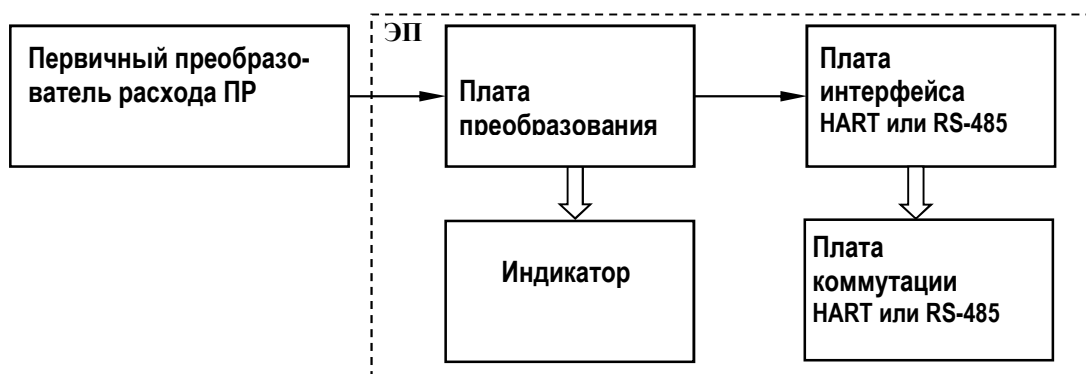 ЭП
Первичный преобразо-
ватель расхода ПР
Плата
преобразования
Плата
интерфейса
HART или RS-485
Индикатор
Плата
коммутации
HART или RS-485